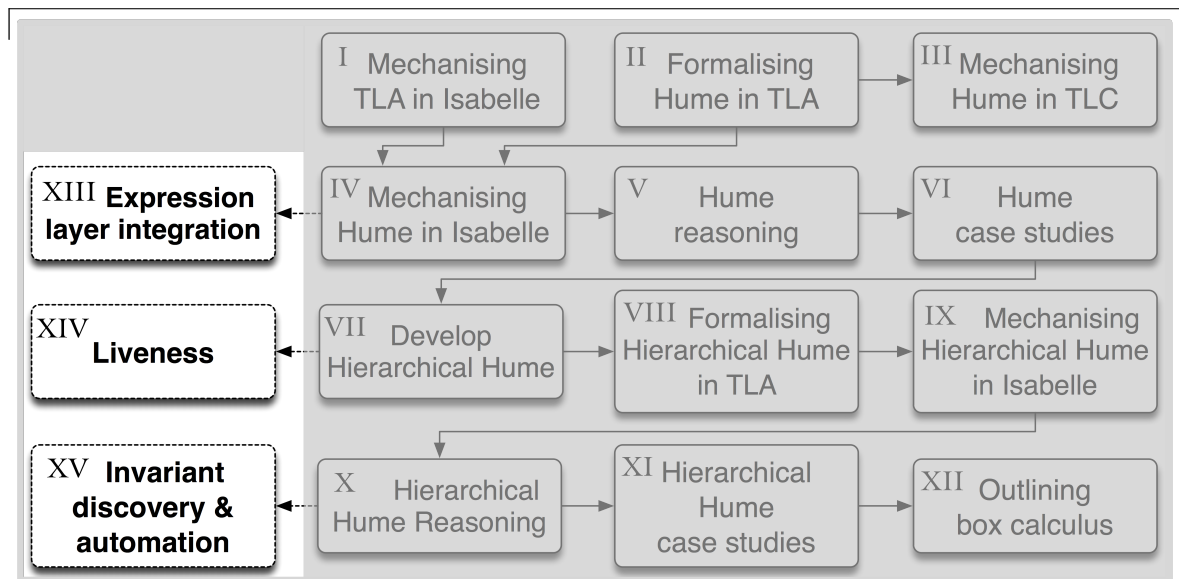 I Mechanising
TLA in Isabelle
II Formalising
Hume in TLA
III Mechanising
Hume in TLC
XIII Expression
layer integration
IV Mechanising
Hume in Isabelle
V Hume
reasoning
VI Hume
case studies
XIV
Liveness
VII Develop
Hierarchical Hume
VIII Formalising
Hierarchical Hume
in TLA
IX Mechanising
Hierarchical Hume
in Isabelle
XV Invariant
discovery &
automation
X Hierarchical
Hume Reasoning
XI Hierarchical
Hume
case studies
XII Outlining
box calculus